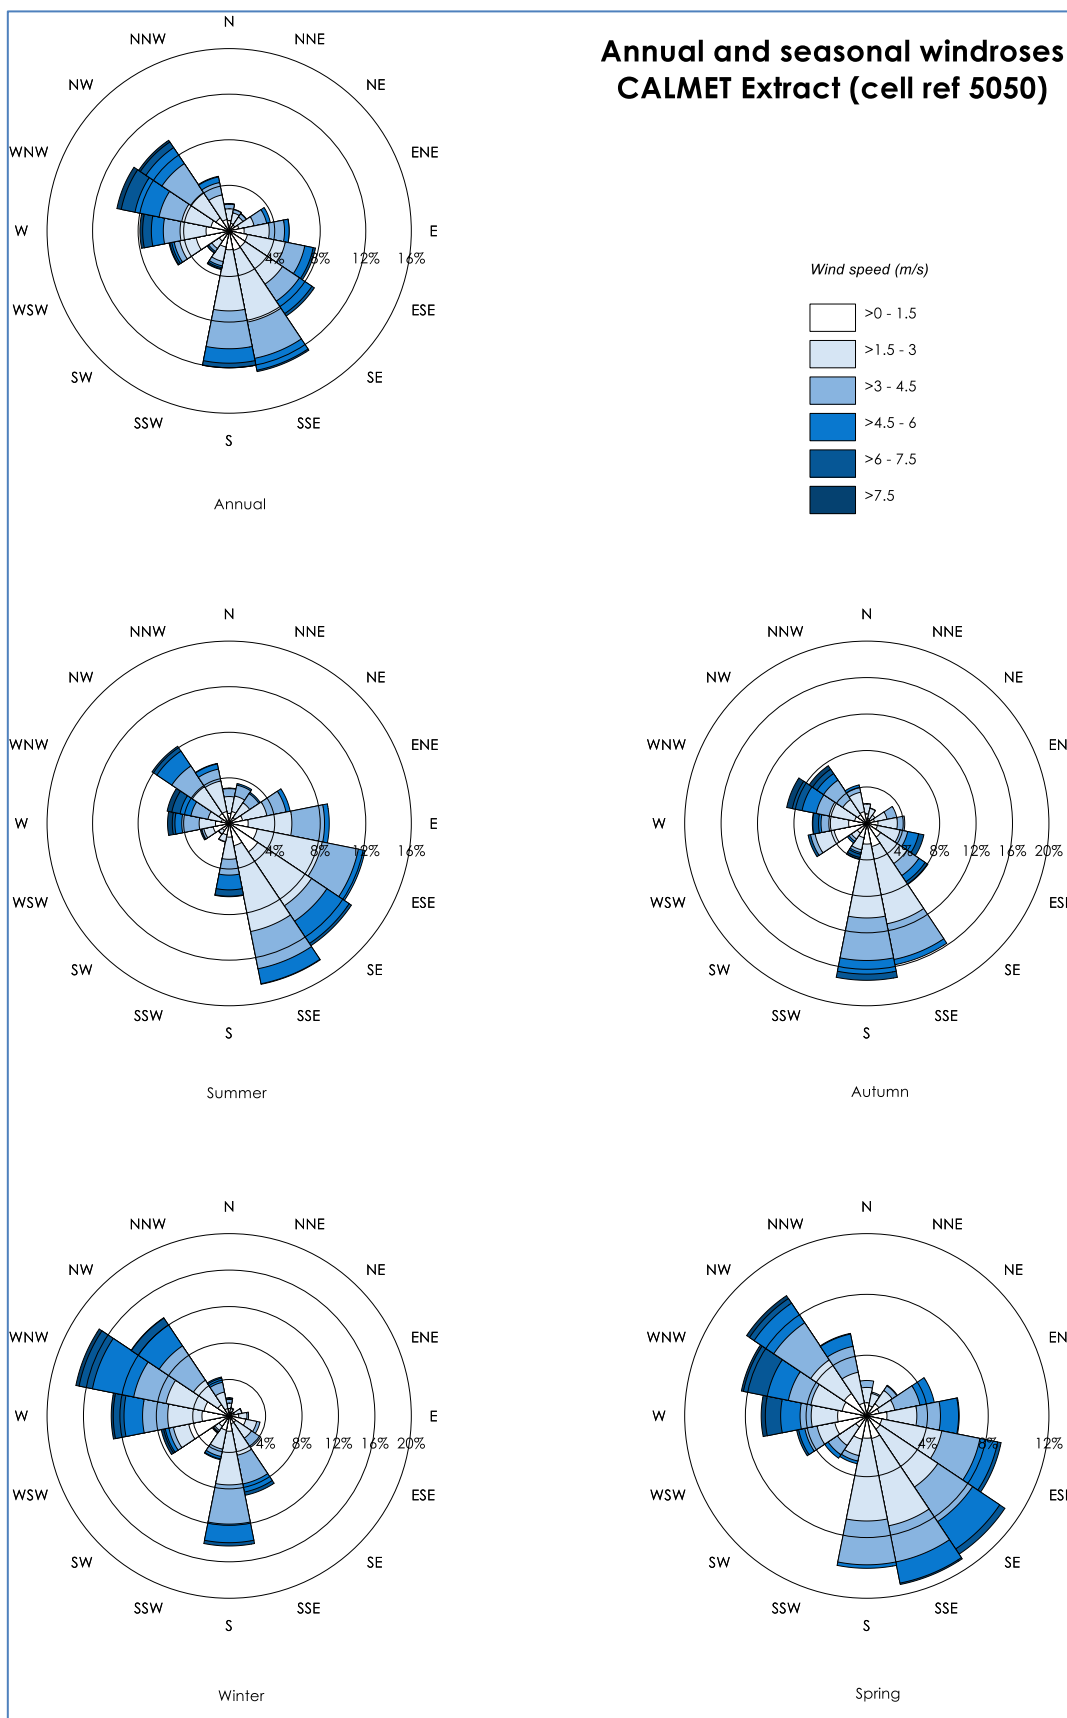 Annual and seasonal windroses
CALMET Extract (cell ref 5050)
N
NNW NNE
NW NE
WNW ENE
W E
4% 8% 12% 16%
WSW ESE
SW SE
SSW SSE
S
Annual
Wind speed (m/s)
>0 - 1.5
>1.5 - 3
>3 - 4.5
>4.5 - 6
>6 - 7.5
>7.5
N
NNW NNE
NW NE
WNW ENE
W E
4% 8% 12% 16%
WSW ESE
SW SE
SSW SSE
S
Summer
N
NNW NNE
NW NE
WNW EN
W E
4% 8% 12% 16% 20%
WSW ES
SW SE
SSW SSE
S
Autumn
N
NNW NNE
NW NE
WNW ENE
W E
4% 8% 12% 16% 20%
WSW ESE
SW SE
SSW SSE
S
Winter
N
NNW NNE
NW NE
WNW EN
W E
4% 8% 12%
WSW ES
SW SE
SSW SSE
S
Spring